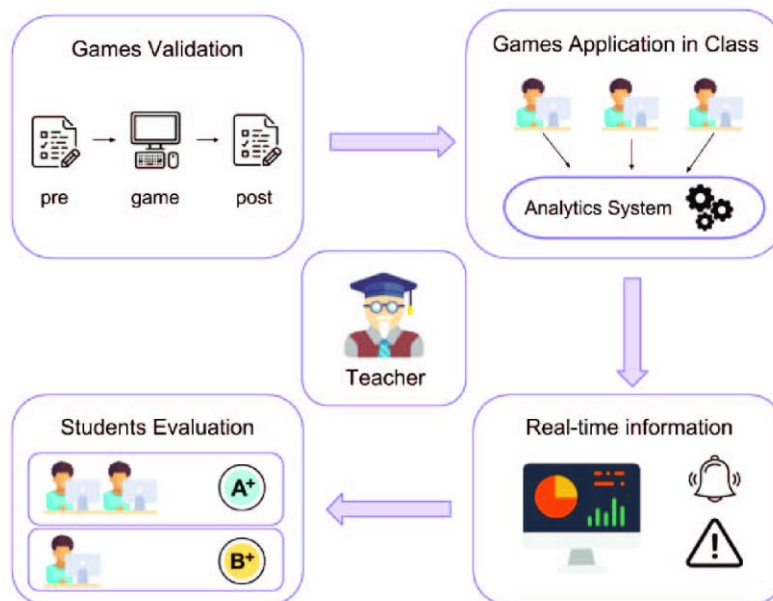 Games Validation
pre
game
post
Games Application in Class
Analytics System
Teacher
Students Evaluation
A+
B+
Real-time information